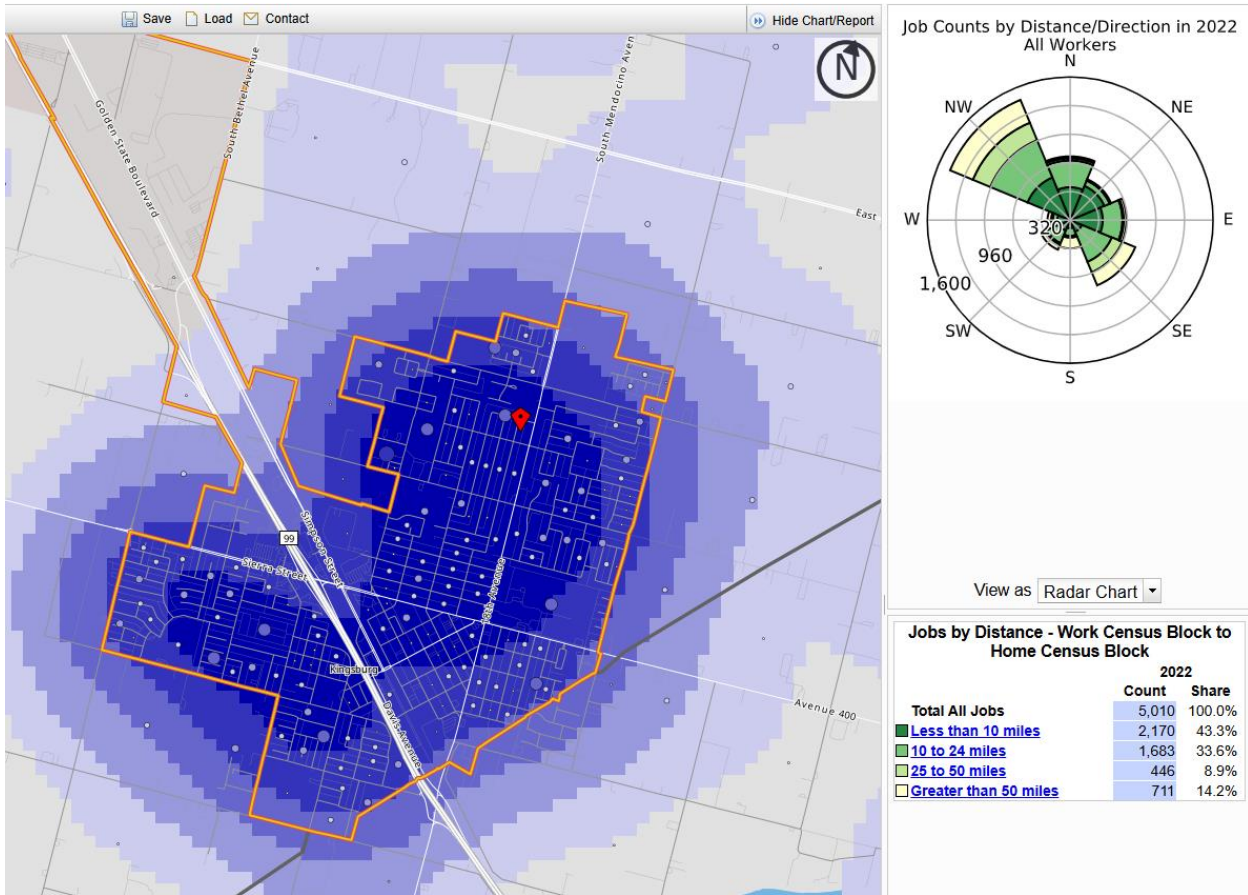 Save Load Contact
Hide Chart/Report
N
South Bethel Avenue
Golden State Boulevard
South Mendocino Aven
East
99
Simpson Street
Sierra Street
18th Avenue
Kingsburg
Davis Avenue
Avenue 400
Job Counts by Distance/Direction in 2022
All Workers
N
NW
NE
W
E
320
960
1,600
SW
SE
S
View as Radar Chart
Jobs by Distance - Work Census Block to
Home Census Block
2022
Count Share
Total All Jobs 5,010 100.0%
Less than 10 miles 2,170 43.3%
10 to 24 miles 1,683 33.6%
25 to 50 miles 446 8.9%
Greater than 50 miles 711 14.2%